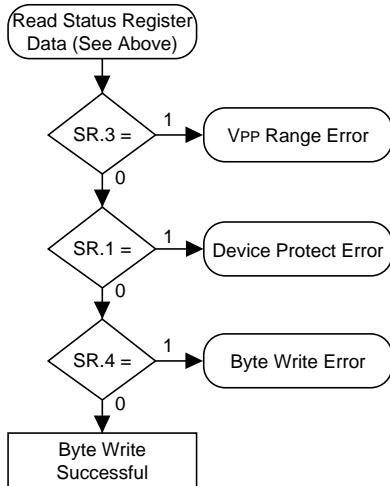 Read Status Register
Data (See Above)
SR.3 =
1
VPP Range Error
0
SR.1 =
1
Device Protect Error
0
SR.4 =
1
Byte Write Error
0
Byte Write
Successful